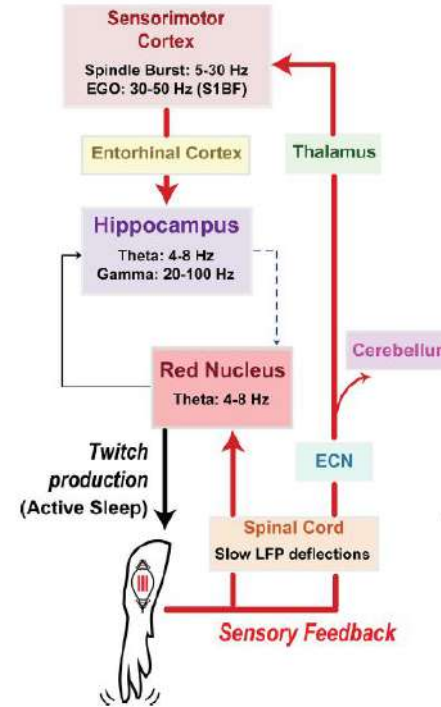 Sensorimotor
Cortex
Spindle Burst: 5-30 Hz
EGO: 30-50 Hz (S1BF)
Entorhinal Cortex
Thalamus
Hippocampus
Theta: 4-8 Hz
Gamma: 20-100 Hz
Cerebellum
Red Nucleus
Theta: 4-8 Hz
Twitch
production
(Active Sleep)
ECN
Spinal Cord
Slow LFP deflections
Sensory Feedback